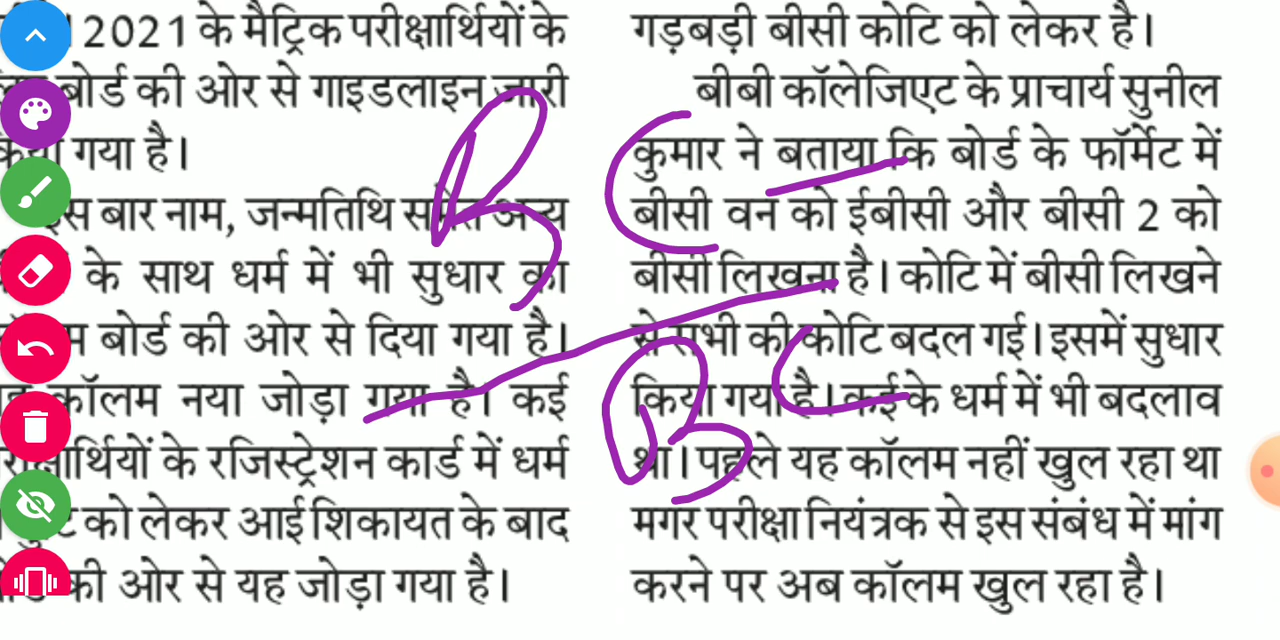 2021 के मैट्रिक परीक्षार्थियों के
बोर्ड की ओर से गाइडलाइन जारी
किया गया है।
इस बार नाम, जन्मतिथि समेत अन्य
के साथ धर्म में भी सुधार का
बोर्ड की ओर से दिया गया है।
कॉलम नया जोड़ा गया है। कई
परीक्षार्थियों के रजिस्ट्रेशन कार्ड में धर्म
को लेकर आई शिकायत के बाद
की ओर से यह जोड़ा गया है।
गड़बड़ी बीसी कोटि को लेकर है।
बीबी कॉलेजिएट के प्राचार्य सुनील
कुमार ने बताया कि बोर्ड के फॉर्मेट में
बीसी वन को ईबीसी और बीसी 2 को
बीसी लिखना है। कोटि में बीसी लिखने
से सभी की कोटि बदल गई। इसमें सुधार
किया गया है। कई के धर्म में भी बदलाव
था। पहले यह कॉलम नहीं खुल रहा था
मगर परीक्षा नियंत्रक से इस संबंध में मांग
करने पर अब कॉलम खुल रहा है।
BC
BC